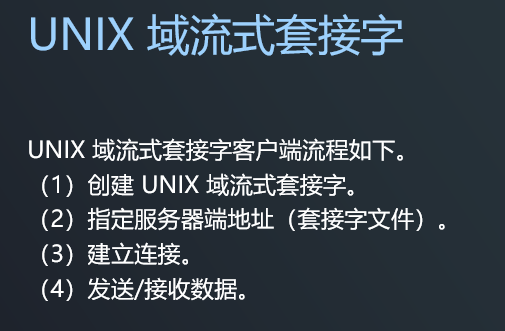 UNIX 域流式套接字
UNIX 域流式套接字客户端流程如下。
（1）创建 UNIX 域流式套接字。
（2）指定服务器端地址（套接字文件）。
（3）建立连接。
（4）发送/接收数据。